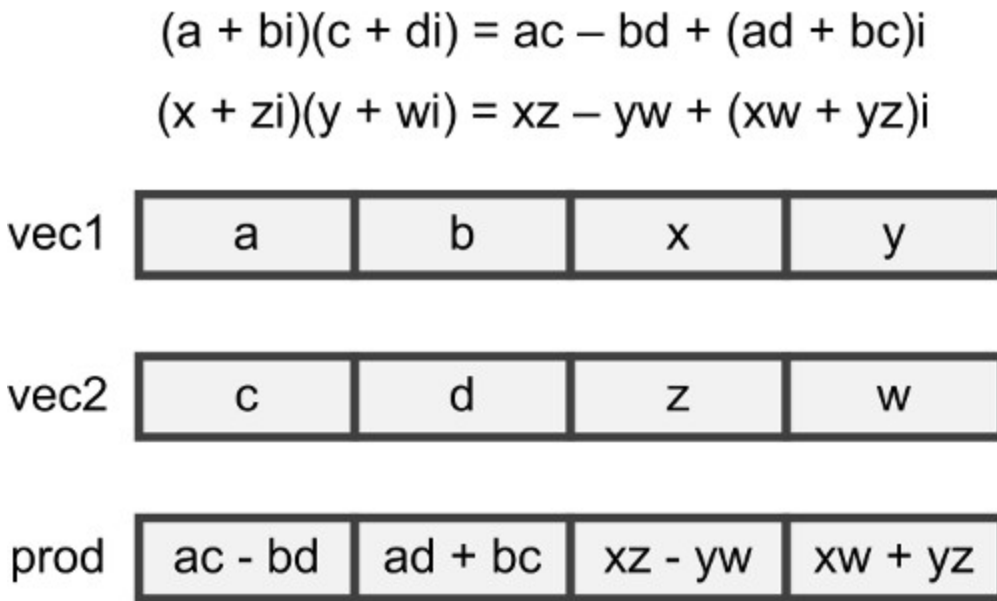 (a + bi)(c + di) = ac – bd + (ad + bc)i
(x + zi)(y + wi) = xz – yw + (xw + yz)i
vec1 a b x y
vec2 c d z w
prod ac - bd ad + bc xz - yw xw + yz